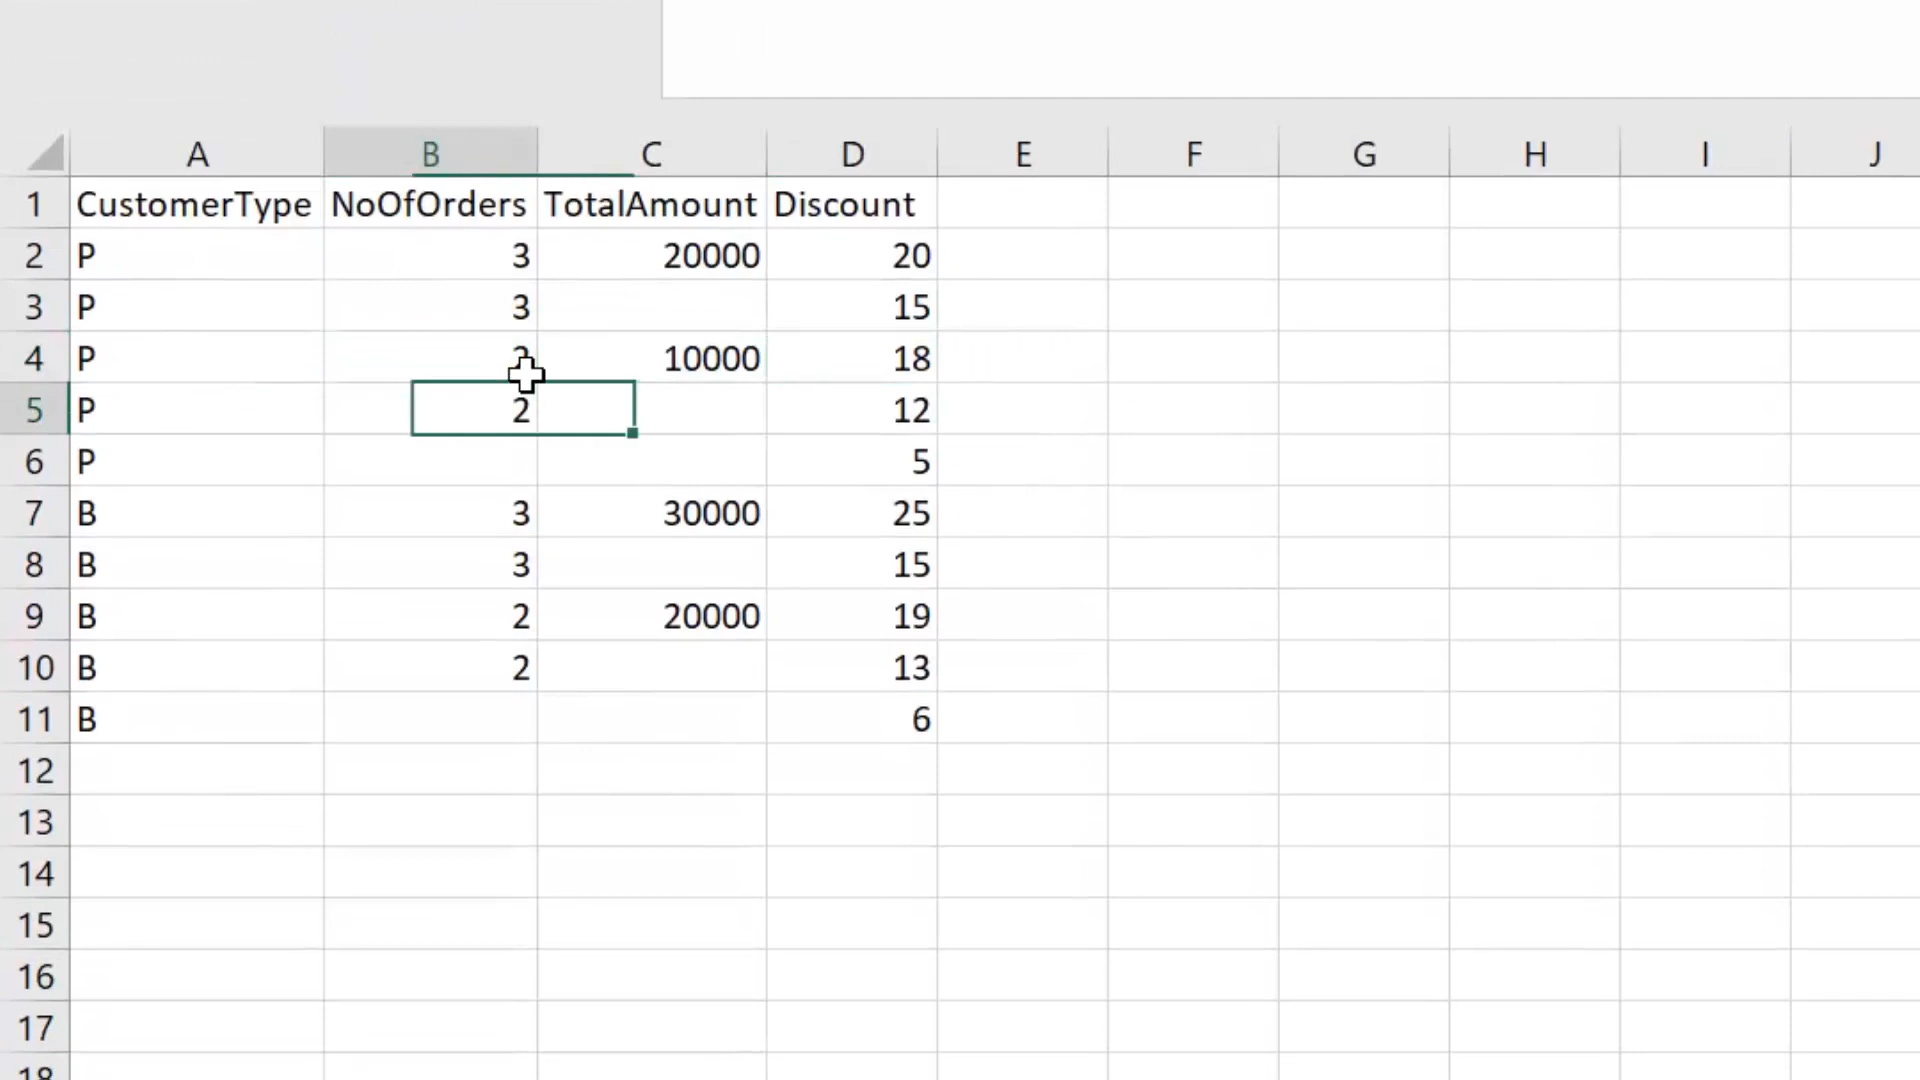 A B C D E F G H I J
1 CustomerType NoOfOrders TotalAmount Discount
2 P 3 20000 20
3 P 3 15
4 P 10000 18
5 P 2 12
6 P 5
7 B 3 30000 25
8 B 3 15
9 B 2 20000 19
10 B 2 13
11 B 6
12
13
14
15
16
17
18